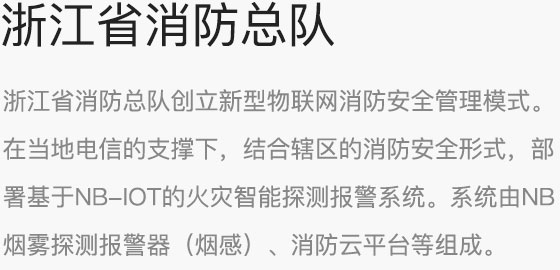 浙江省消防总队
浙江省消防总队创立新型物联网消防安全管理模式。
在当地电信的支撑下，结合辖区的消防安全形式，部
署基于NB-IOT的火灾智能探测报警系统。系统由NB
烟雾探测报警器（烟感）、消防云平台等组成。